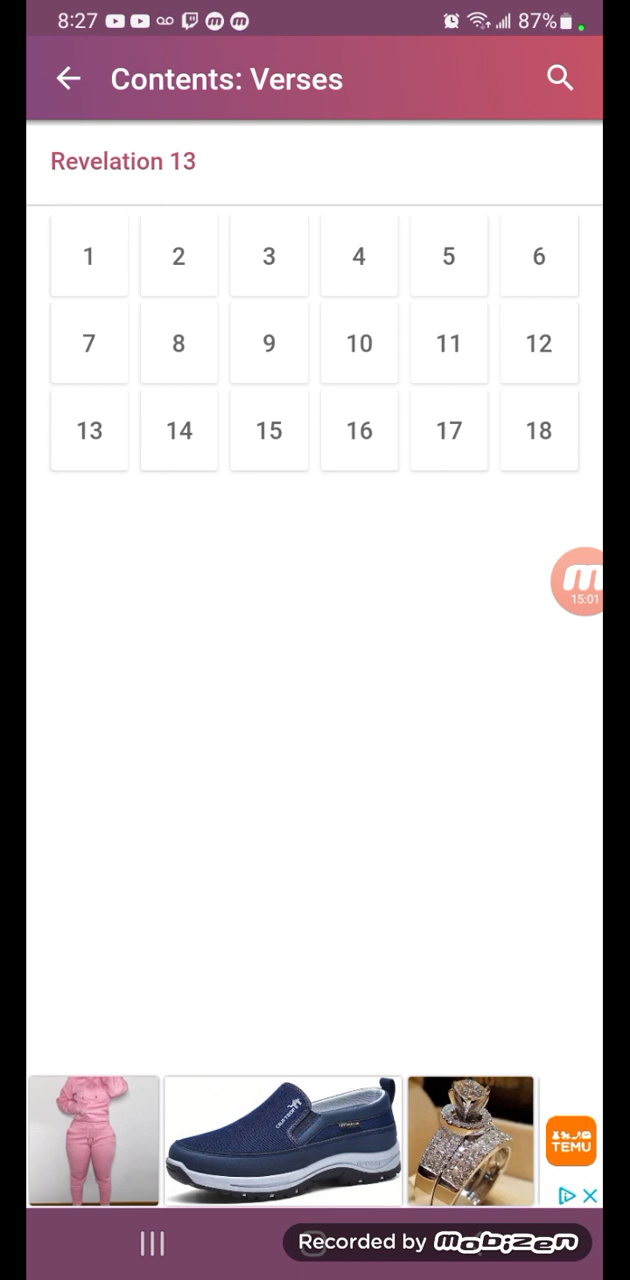 8:27 87%
Contents: Verses
Revelation 13
1 2 3 4 5 6
7 8 9 10 11 12
13 14 15 16 17 18
m
15:01
TEMU
Recorded by mobizen